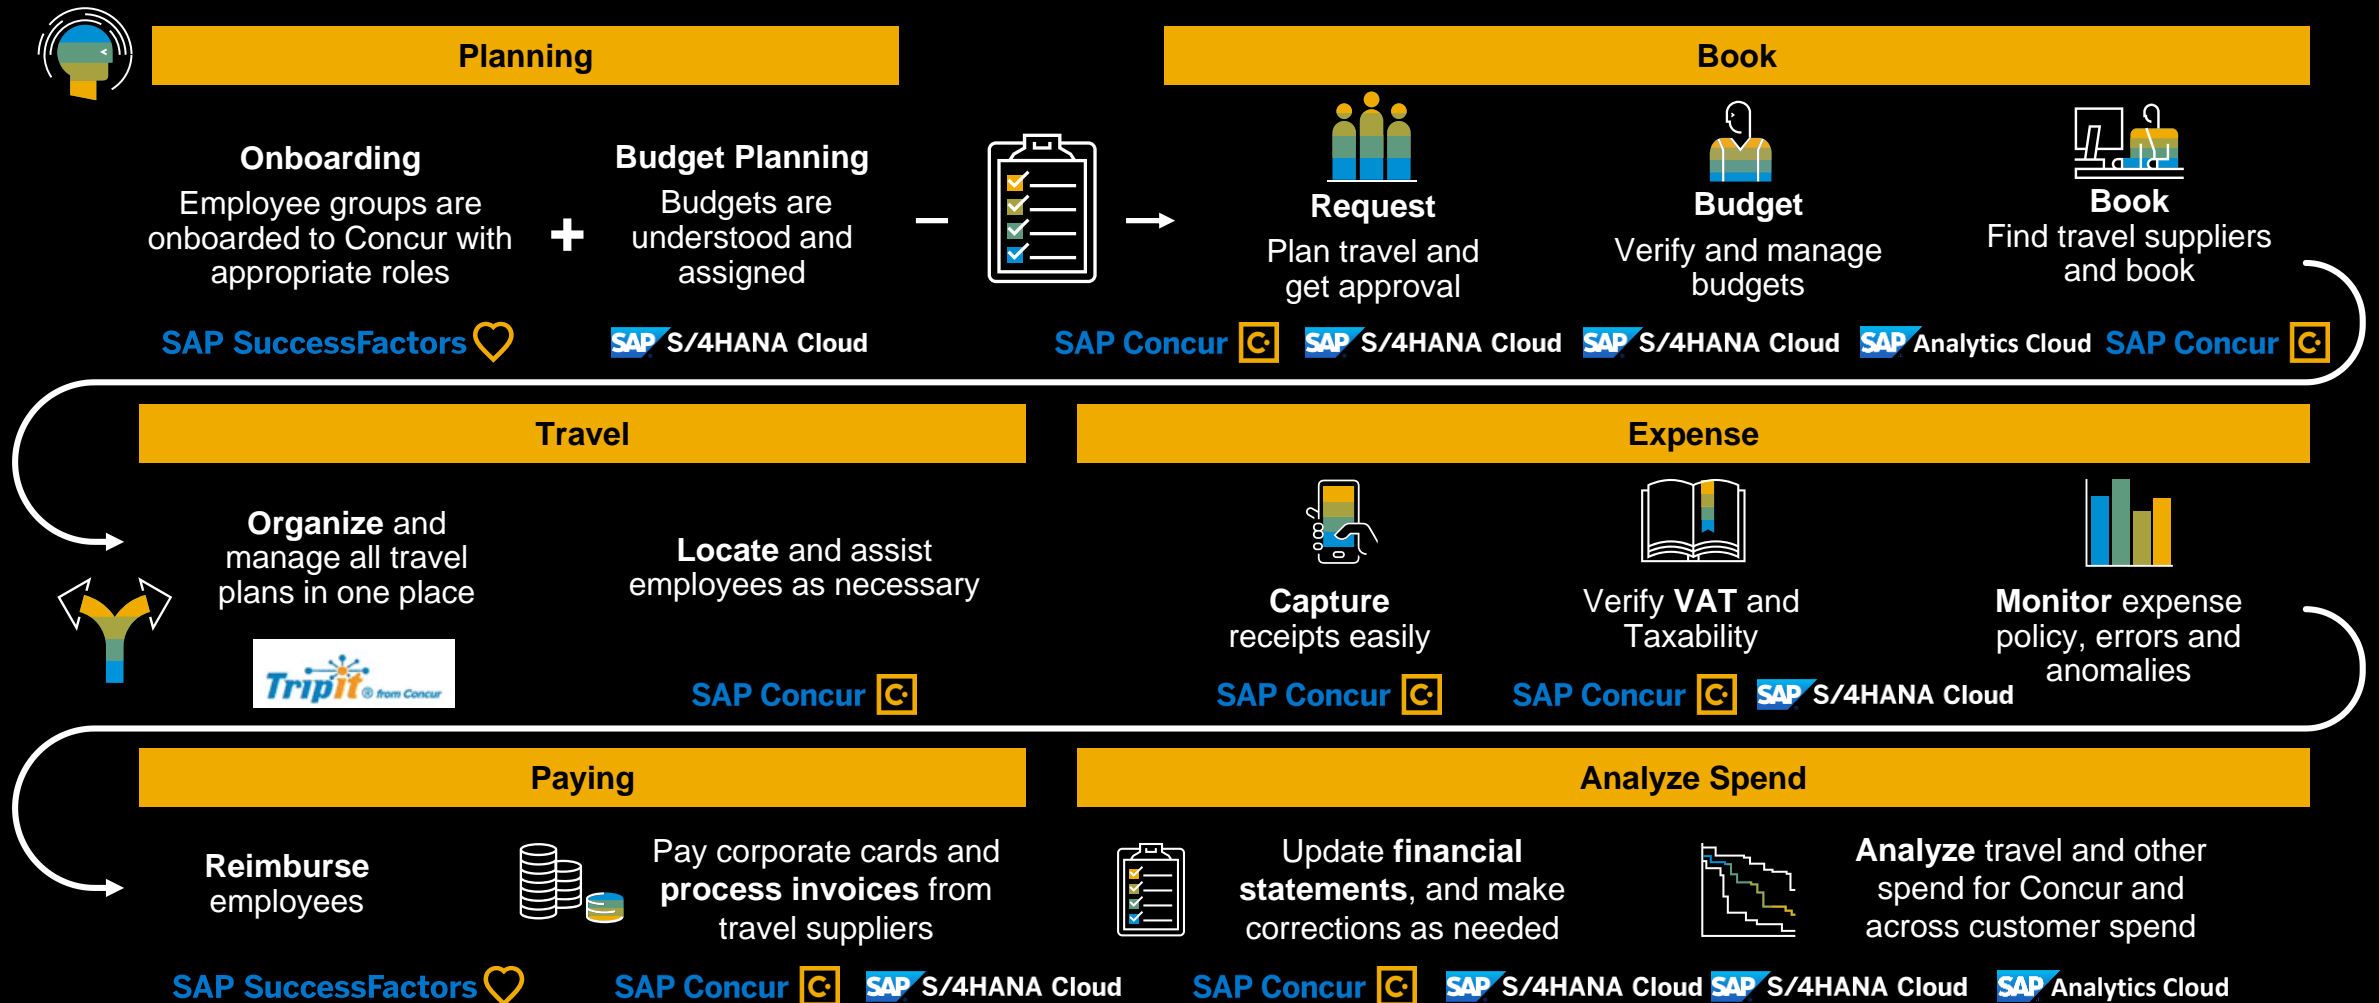 Planning
Book
Onboarding
Employee groups are
onboarded to Concur with
appropriate roles
Budget Planning
Budgets are
understood and
assigned
Request
Plan travel and
get approval
Budget
Verify and manage
budgets
Book
Find travel suppliers
and book
SAP SuccessFactors
SAP S/4HANA Cloud
SAP Concur C
SAP S/4HANA Cloud
SAP S/4HANA Cloud
SAP Analytics Cloud
SAP Concur C
Travel
Expense
Organize and
manage all travel
plans in one place
TripIt® from Concur
Locate and assist
employees as necessary
SAP Concur C
Capture
receipts easily
SAP Concur C
Verify VAT and
Taxability
SAP Concur C
SAP S/4HANA Cloud
Monitor expense
policy, errors and
anomalies
Paying
Analyze Spend
Reimburse
employees
Pay corporate cards and
process invoices from
travel suppliers
Update financial
statements, and make
corrections as needed
Analyze travel and other
spend for Concur and
across customer spend
SAP SuccessFactors
SAP Concur C
SAP S/4HANA Cloud
SAP Concur C
SAP S/4HANA Cloud
SAP S/4HANA Cloud
SAP Analytics Cloud